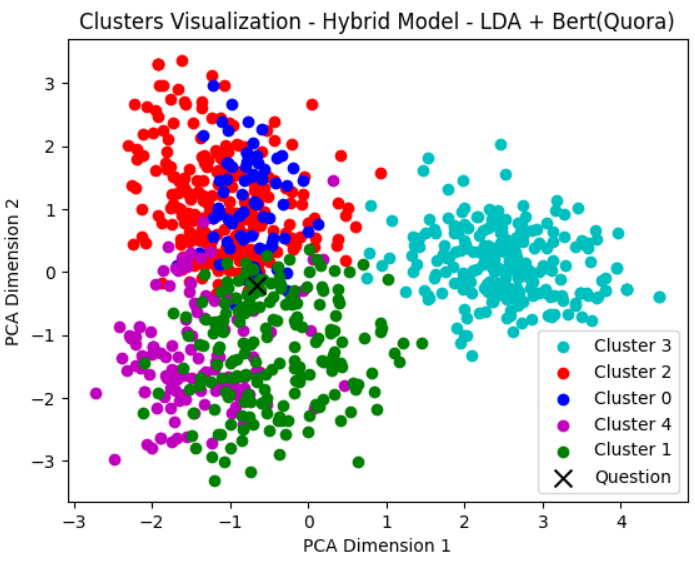 Clusters Visualization - Hybrid Model - LDA + Bert(Quora)
PCA Dimension 2
3
2
1
0
−1
−2
−3
Cluster 3
Cluster 2
Cluster 0
Cluster 4
Cluster 1
Question
−3 −2 −1 0 1 2 3 4
PCA Dimension 1